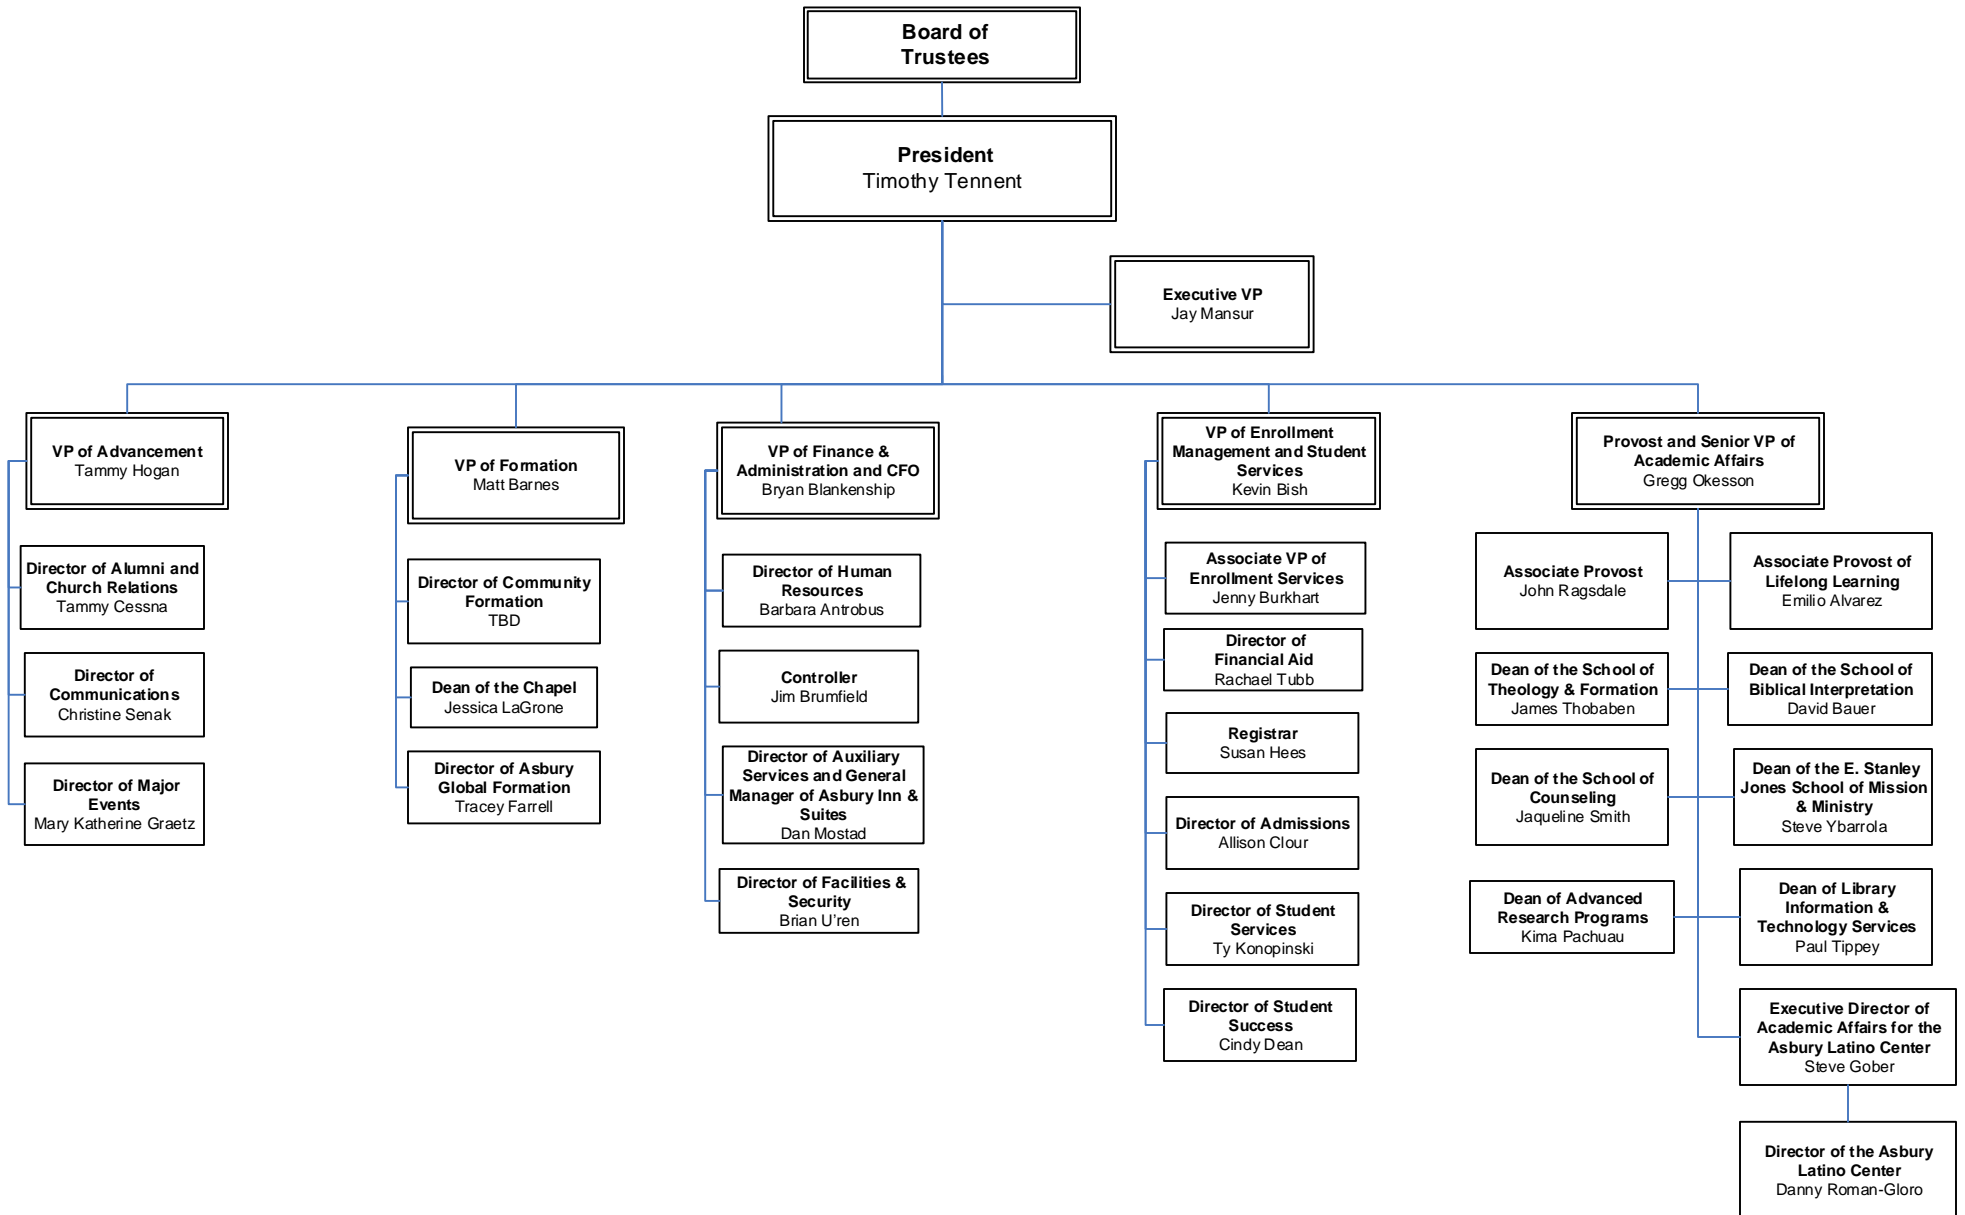 Board of
Trustees
President
Timothy Tennent
Executive VP
Jay Mansur
VP of Advancement
Tammy Hogan
Director of Alumni and
Church Relations
Tammy Cessna
Director of
Communications
Christine Senak
Director of Major
Events
Mary Katherine Graetz
VP of Formation
Matt Barnes
Director of Community
Formation
TBD
Dean of the Chapel
Jessica LaGrone
Director of Asbury
Global Formation
Tracey Farrell
VP of Finance &
Administration and CFO
Bryan Blankenship
Director of Human
Resources
Barbara Antrobus
Controller
Jim Brumfield
Director of Auxiliary
Services and General
Manager of Asbury Inn &
Suites
Dan Mostad
Director of Facilities &
Security
Brian U’ren
VP of Enrollment
Management and Student
Services
Kevin Bish
Associate VP of
Enrollment Services
Jenny Burkhart
Director of
Financial Aid
Rachael Tubb
Registrar
Susan Hees
Director of Admissions
Allison Clour
Director of Student
Services
Ty Konopinski
Director of Student
Success
Cindy Dean
Provost and Senior VP of
Academic Affairs
Gregg Okesson
Associate Provost
John Ragsdale
Associate Provost of
Lifelong Learning
Emilio Alvarez
Dean of the School of
Theology & Formation
James Thobaben
Dean of the School of
Biblical Interpretation
David Bauer
Dean of the School of
Counseling
Jaqueline Smith
Dean of the E. Stanley
Jones School of Mission
& Ministry
Steve Ybarrola
Dean of Advanced
Research Programs
Kima Pachuau
Dean of Library
Information &
Technology Services
Paul Tippey
Executive Director of
Academic Affairs for the
Asbury Latino Center
Steve Gober
Director of the Asbury
Latino Center
Danny Roman-Gloro